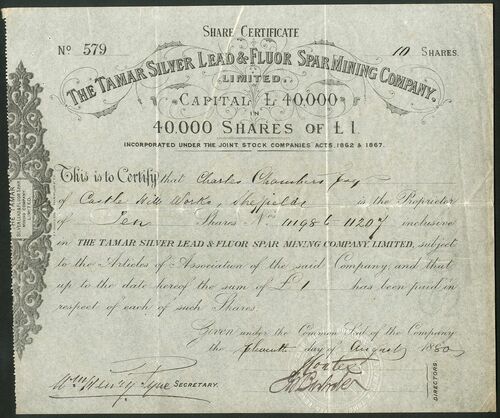 SHARE CERTIFICATE
No 579
10 SHARES.
THE TAMAR SILVER LEAD & FLUOR SPAR MINING COMPANY.
LIMITED.
CAPITAL £40.000.
IN
40.000 SHARES OF £1.
INCORPORATED UNDER THE JOINT STOCK COMPANIES ACTS, 1862 & 1867.
This is to Certify that Charles Chambers
of Castle Hill Works, Sheffield is the Proprietor
of Ten Shares Nos 11198 to 11207 inclusive
in THE TAMAR SILVER LEAD & FLUOR SPAR MINING COMPANY, LIMITED, subject
to the Articles of Association of the said Company, and that
up to the date hereof the sum of £1 has been paid in
respect of each of such Shares.
Given under the Common Seal of the Company
the day of August 1880
Wm Henry Pyne SECRETARY.
DIRECTORS.